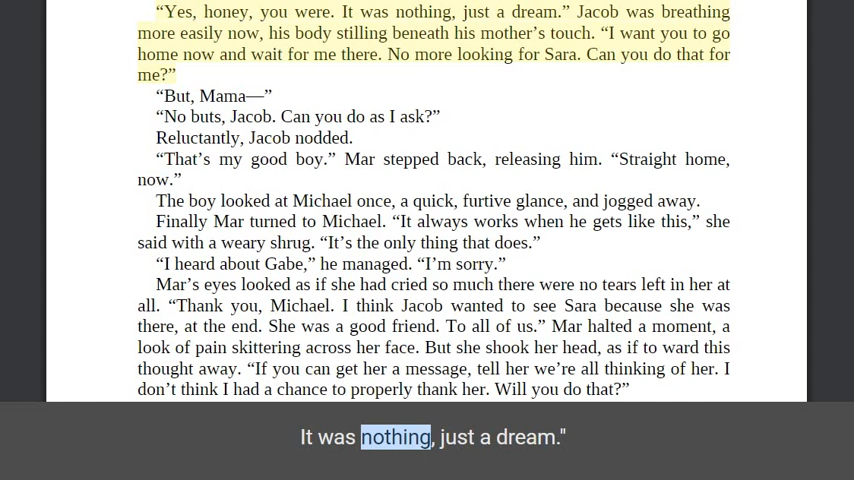 “Yes, honey, you were. It was nothing, just a dream.” Jacob was breathing
more easily now, his body stilling beneath his mother’s touch. “I want you to go
home now and wait for me there. No more looking for Sara. Can you do that for
me?”
“But, Mama—”
“No buts, Jacob. Can you do as I ask?”
Reluctantly, Jacob nodded.
“That’s my good boy.” Mar stepped back, releasing him. “Straight home,
now.”
The boy looked at Michael once, a quick, furtive glance, and jogged away.
Finally Mar turned to Michael. “It always works when he gets like this,” she
said with a weary shrug. “It’s the only thing that does.”
“I heard about Gabe,” he managed. “I’m sorry.”
Mar’s eyes looked as if she had cried so much there were no tears left in her at
all. “Thank you, Michael. I think Jacob wanted to see Sara because she was
there, at the end. She was a good friend. To all of us.” Mar halted a moment, a
look of pain skittering across her face. But she shook her head, as if to ward this
thought away. “If you can get her a message, tell her we’re all thinking of her. I
don’t think I had a chance to properly thank her. Will you do that?”
It was nothing, just a dream."